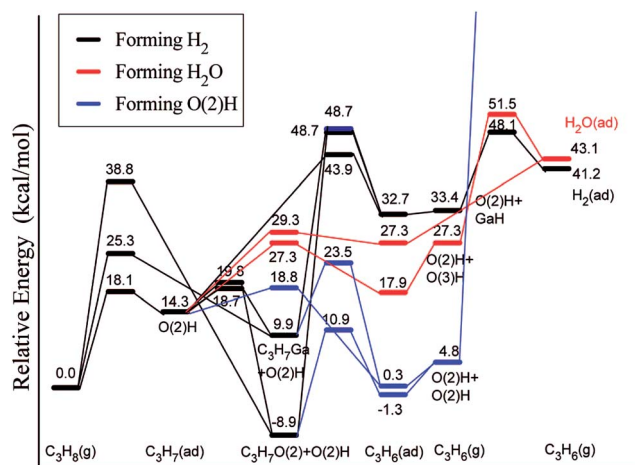 Relative Energy (kcal/mol)
Forming H2
Forming H2O
Forming O(2)H
0.0
38.8
25.3
18.1
14.3
O(2)H
19.8
18.7
29.3
27.3
18.8
9.9
C3H7Ga
+O(2)H
-8.9
48.7
48.7
43.9
23.5
10.9
32.7
27.3
17.9
0.3
-1.3
33.4
O(2)H+
GaH
27.3
O(2)H+
O(3)H
4.8
O(2)H+
O(2)H
51.5
48.1
H2O(ad)
43.1
41.2
H2(ad)
C3H8(g)
C3H7(ad)
C3H7O(2)+O(2)H
C3H6(ad)
C3H6(g)
C3H6(g)